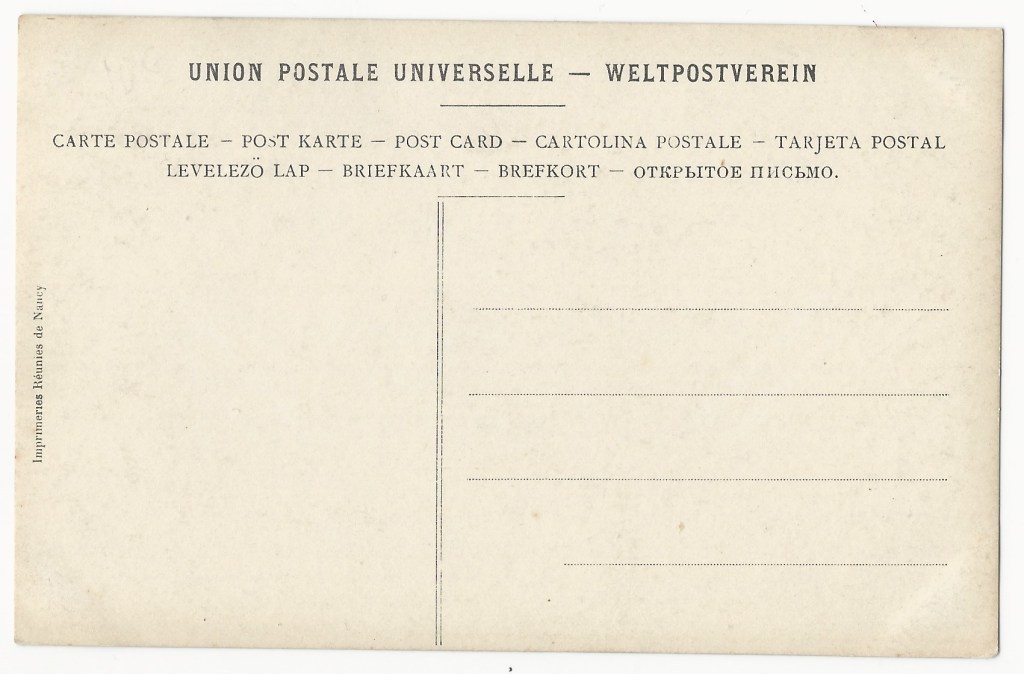 UNION POSTALE UNIVERSELLE — WELTPOSTVEREIN
CARTE POSTALE – POST KARTE – POST CARD – CARTOLINA POSTALE – TARJETA POSTAL
LEVELEZÖ LAP – BRIEFKAART – BREFKORT – ОТКРЫТОЕ ПИСЬМО.
Imprimeries Réunies de Nancy